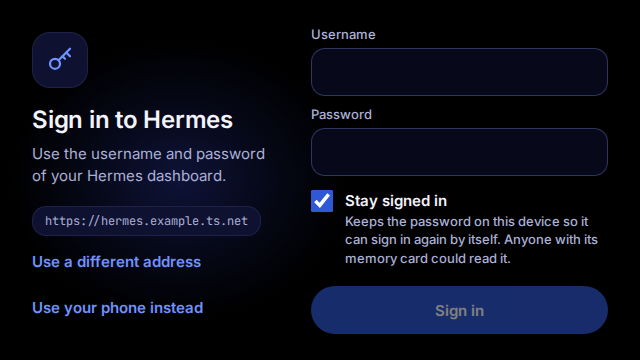 Sign in to Hermes
Use the username and password
of your Hermes dashboard.
https://hermes.example.ts.net
Use a different address
Use your phone instead
Username
Password
Stay signed in
Keeps the password on this device so it
can sign in again by itself. Anyone with its
memory card could read it.
Sign in